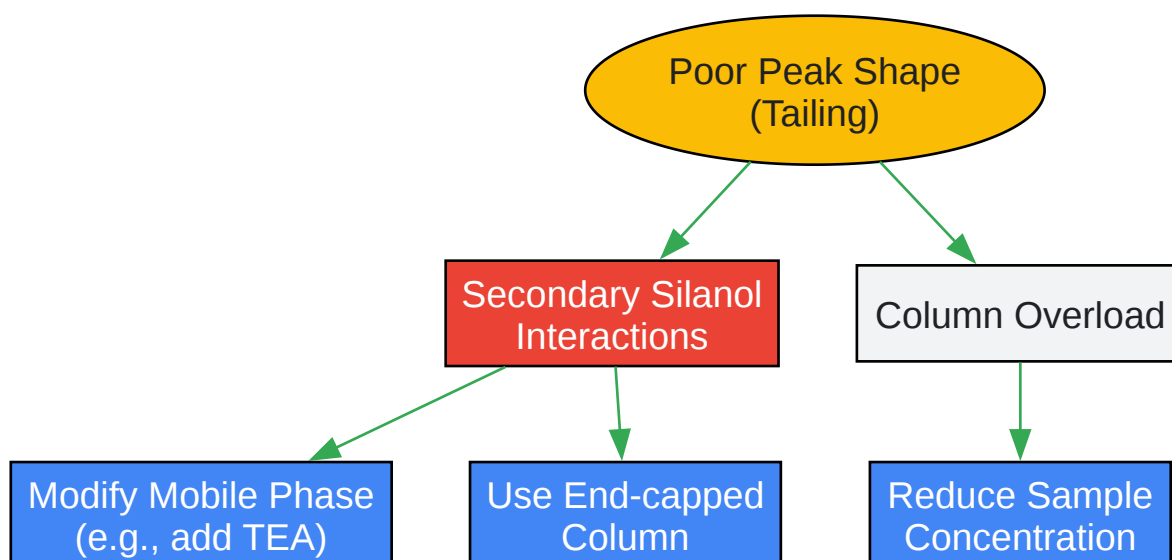 Poor Peak Shape
(Tailing)
Secondary Silanol
Interactions
Column Overload
Modify Mobile Phase
(e.g., add TEA)
Use End-capped
Column
Reduce Sample
Concentration